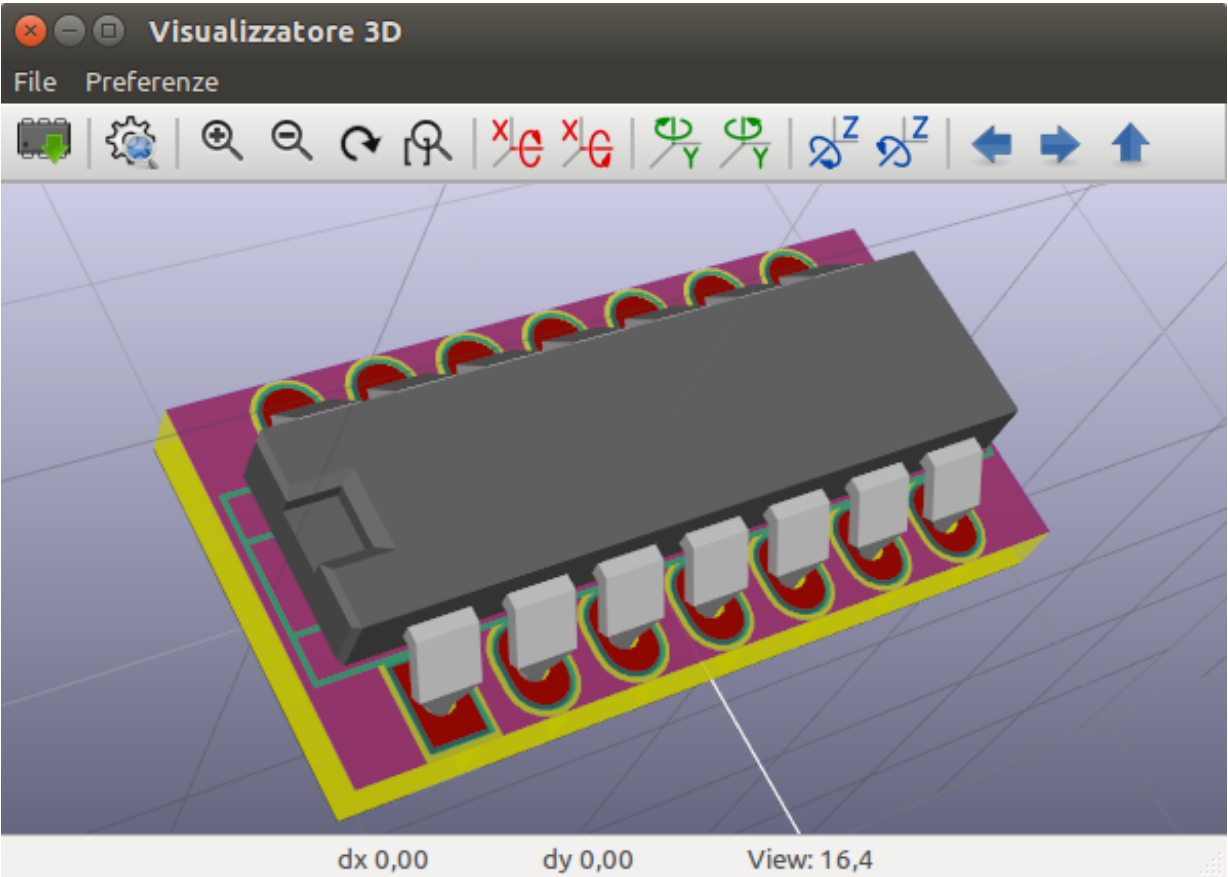 Visualizzatore 3D
File Preferenze
X X Y Y Z Z
dx 0,00 dy 0,00 View: 16,4